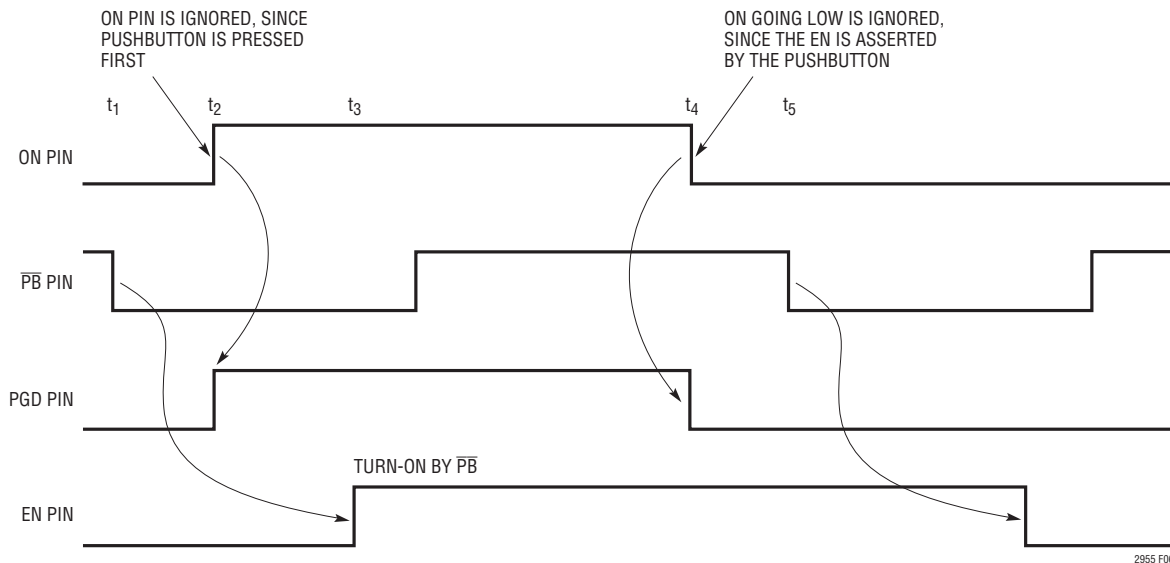 ON PIN IS IGNORED, SINCE
PUSHBUTTON IS PRESSED
FIRST
ON GOING LOW IS IGNORED,
SINCE THE EN IS ASSERTED
BY THE PUSHBUTTON
t1 t2 t3 t4 t5
ON PIN
PB PIN
PGD PIN
TURN-ON BY PB
EN PIN
2955 F0